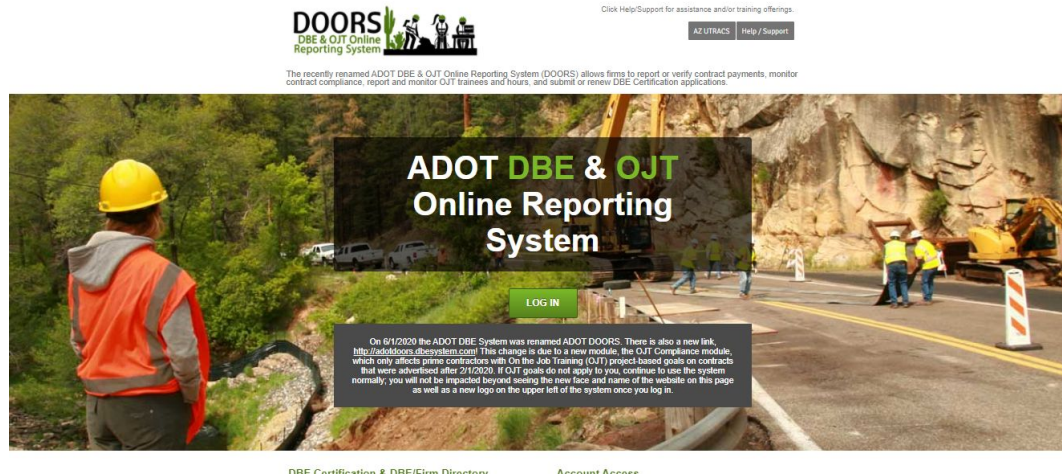 Click Help/Support for assistance and/or training offerings.
DOORS
DBE & OJT Online
Reporting System
AZ UTRACS
Help / Support
The recently renamed ADOT DBE & OJT Online Reporting System (DOORS) allows firms to report or verify contract payments, monitor
contract compliance, report and monitor OJT trainees and hours, and submit or renew DBE Certification applications.
ADOT DBE & OJT
Online Reporting
System
LOG IN
On 6/1/2020 the ADOT DBE System was renamed ADOT DOORS. There is also a new link,
http://adotdoors.dbesystem.com! This change is due to a new module, the OJT Compliance module,
which only affects prime contractors with On the Job Training (OJT) project-based goals on contracts
that were advertised after 2/1/2020. If OJT goals do not apply to you, continue to use the system
normally; you will not be impacted beyond seeing the new face and name of the website on this page
as well as a new logo on the upper left of the system once you log in.
DBE Certification & DBE/Firm Directory
Account Access